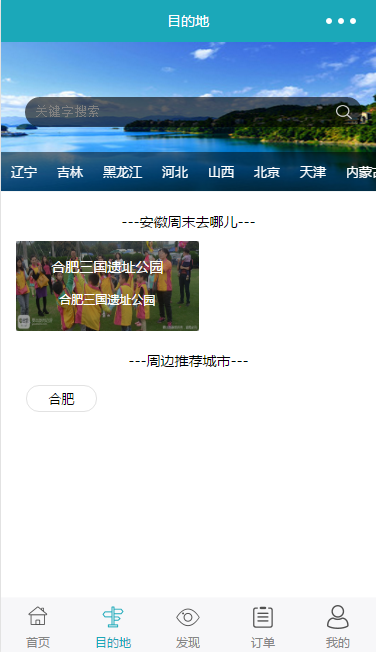 目的地
关键字搜索
辽宁 吉林 黑龙江 河北 山西 北京 天津 内蒙古
---安徽周末去哪儿---
合肥三国遗址公园
合肥三国遗址公园
---周边推荐城市---
合肥
首页 目的地 发现 订单 我的